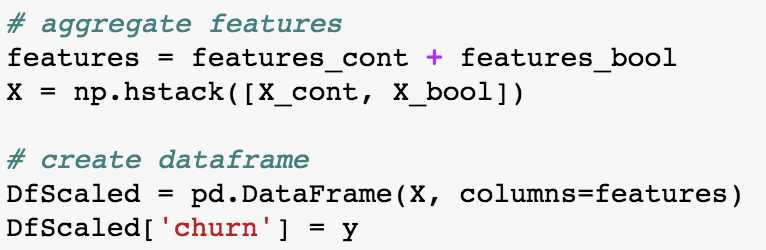 # aggregate features
features = features_cont + features_bool
X = np.hstack([X_cont, X_bool])
# create dataframe
DfScaled = pd.DataFrame(X, columns=features)
DfScaled['churn'] = y